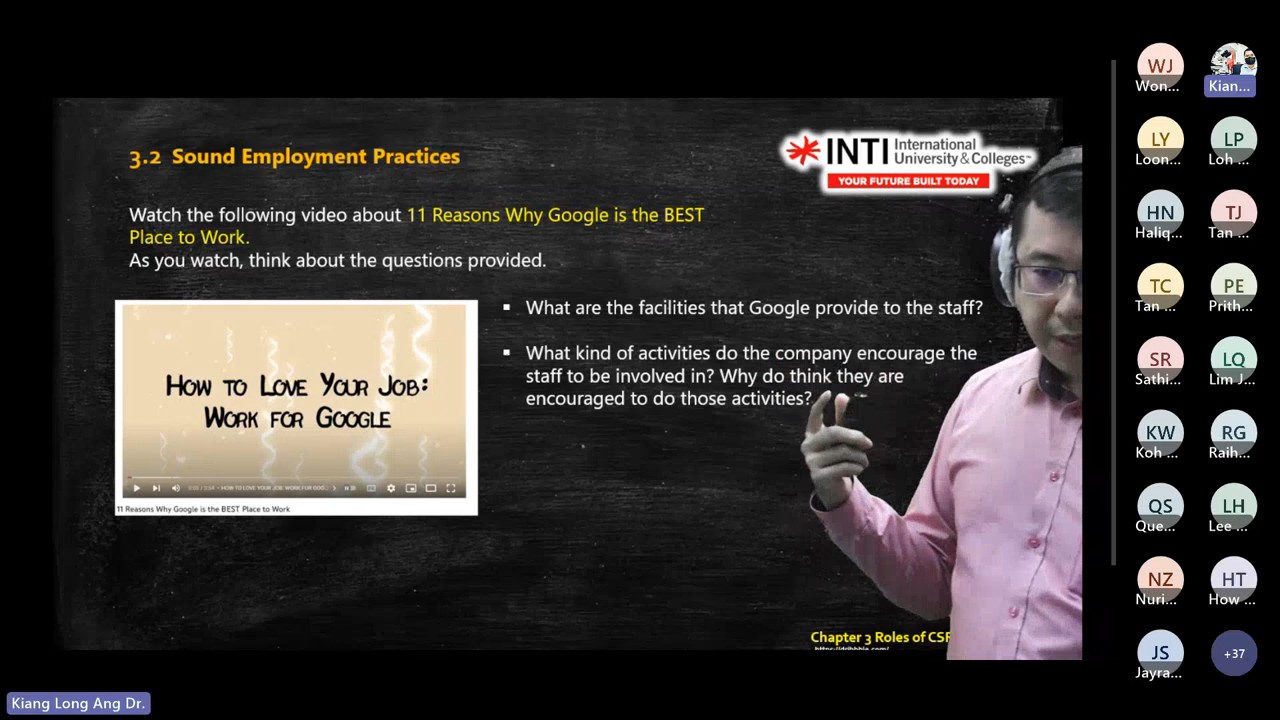 3.2 Sound Employment Practices
INTI International
University & Colleges
YOUR FUTURE BUILT TODAY
Watch the following video about 11 Reasons Why Google is the BEST
Place to Work.
As you watch, think about the questions provided.
▪ What are the facilities that Google provide to the staff?
▪ What kind of activities do the company encourage the
staff to be involved in? Why do think they are
encouraged to do those activities?
HOW TO LOVE YOUR JOB:
WORK FOR GOOGLE
11 Reasons Why Google is the BEST Place to Work
Chapter 3 Roles of CSR
https://dribbble.com/
Kiang Long Ang Dr.
WJ
Won...
Kian...
LY
Loon...
LP
Loh ...
HN
Haliq...
TJ
Tan ...
TC
Tan ...
PE
Prith...
SR
Sathi...
LQ
Lim J...
KW
Koh ...
RG
Raih...
QS
Que...
LH
Lee ...
NZ
Nuri...
HT
How ...
JS
Jayra...
+37